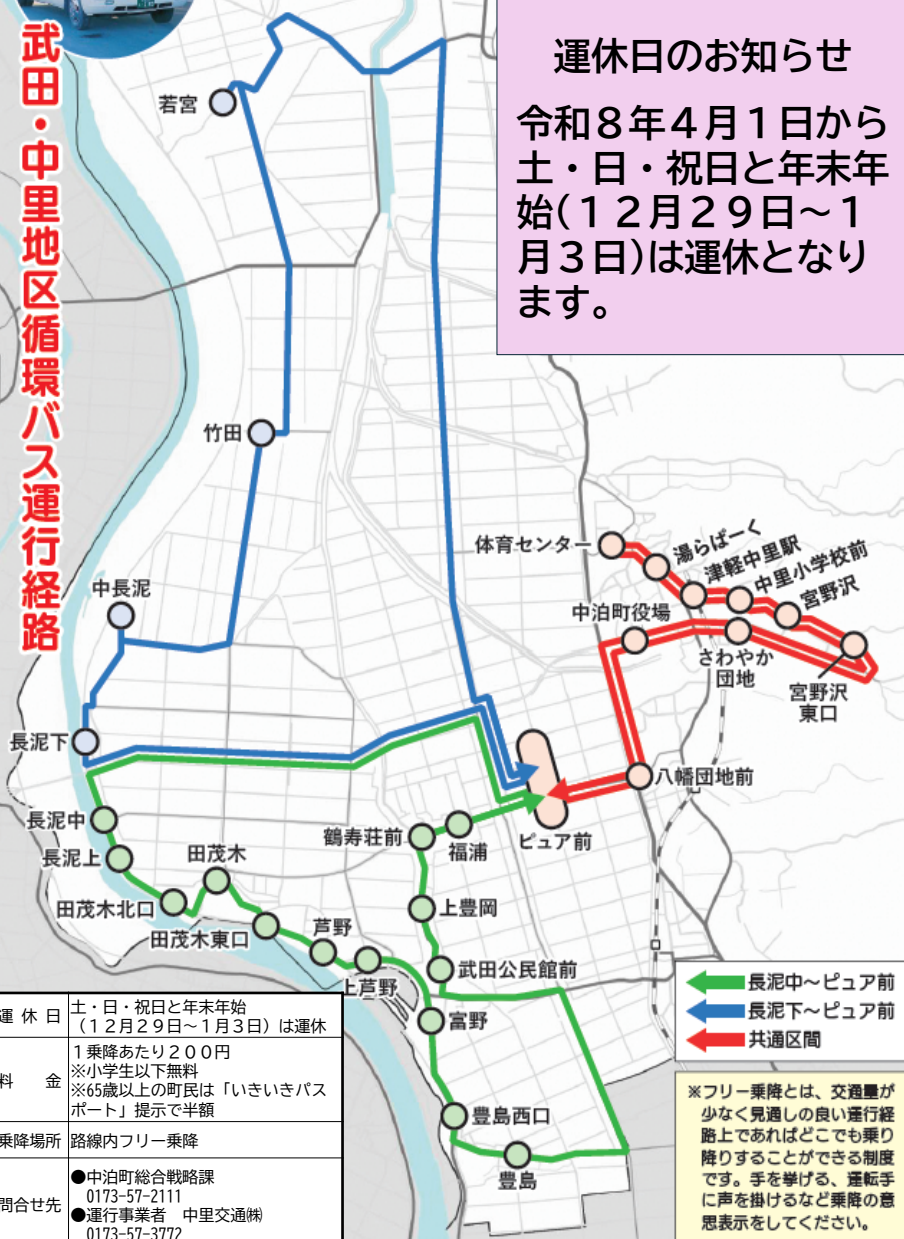 武田・中里地区循環バス運行経路
運休日のお知らせ
令和８年４月１日から
土・日・祝日と年末年
始(１２月２９日～１
月３日)は運休となり
ます。
若宮
竹田
中長泥
長泥下
体育センター
湯らぱーく
津軽中里駅
中里小学校前
宮野沢
中泊町役場
さわやか
団地
宮野沢
東口
八幡団地前
ピュア前
長泥中
長泥上
田茂木
田茂木北口
田茂木東口
芦野
上芦野
鶴寿荘前
福浦
上豊岡
武田公民館前
富野
豊島西口
豊島
長泥中～ピュア前
長泥下～ピュア前
共通区間
※フリー乗降とは、交通量が
少なく見通しの良い運行経
路上であればどこでも乗り
降りすることができる制度
です。手を挙げる、運転手
に声を掛けるなど乗降の意
思表示をしてください。
運休日
土・日・祝日と年末年始
（１２月２９日～１月３日）は運休
料金
１乗降あたり２００円
※小学生以下無料
※65歳以上の町民は「いきいきパス
ポート」提示で半額
乗降場所
路線内フリー乗降
問合せ先
●中泊町総合戦略課
0173-57-2111
●運行事業者　中里交通㈱
0173-57-3772